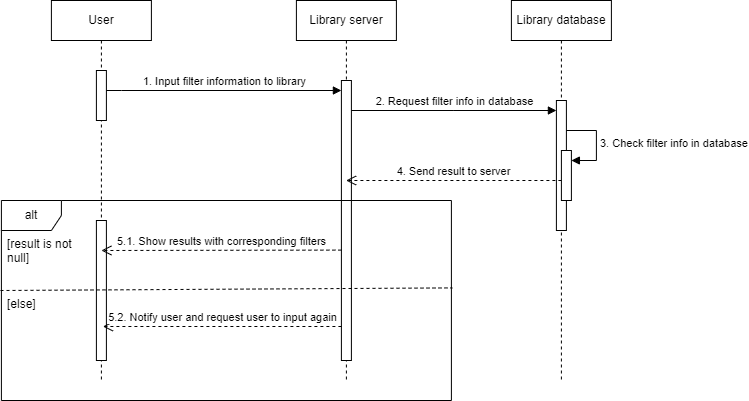 User
Library server
Library database
1. Input filter information to library
2. Request filter info in database
3. Check filter info in database
4. Send result to server
alt
[result is not
null]
5.1. Show results with corresponding filters
[else]
5.2. Notify user and request user to input again